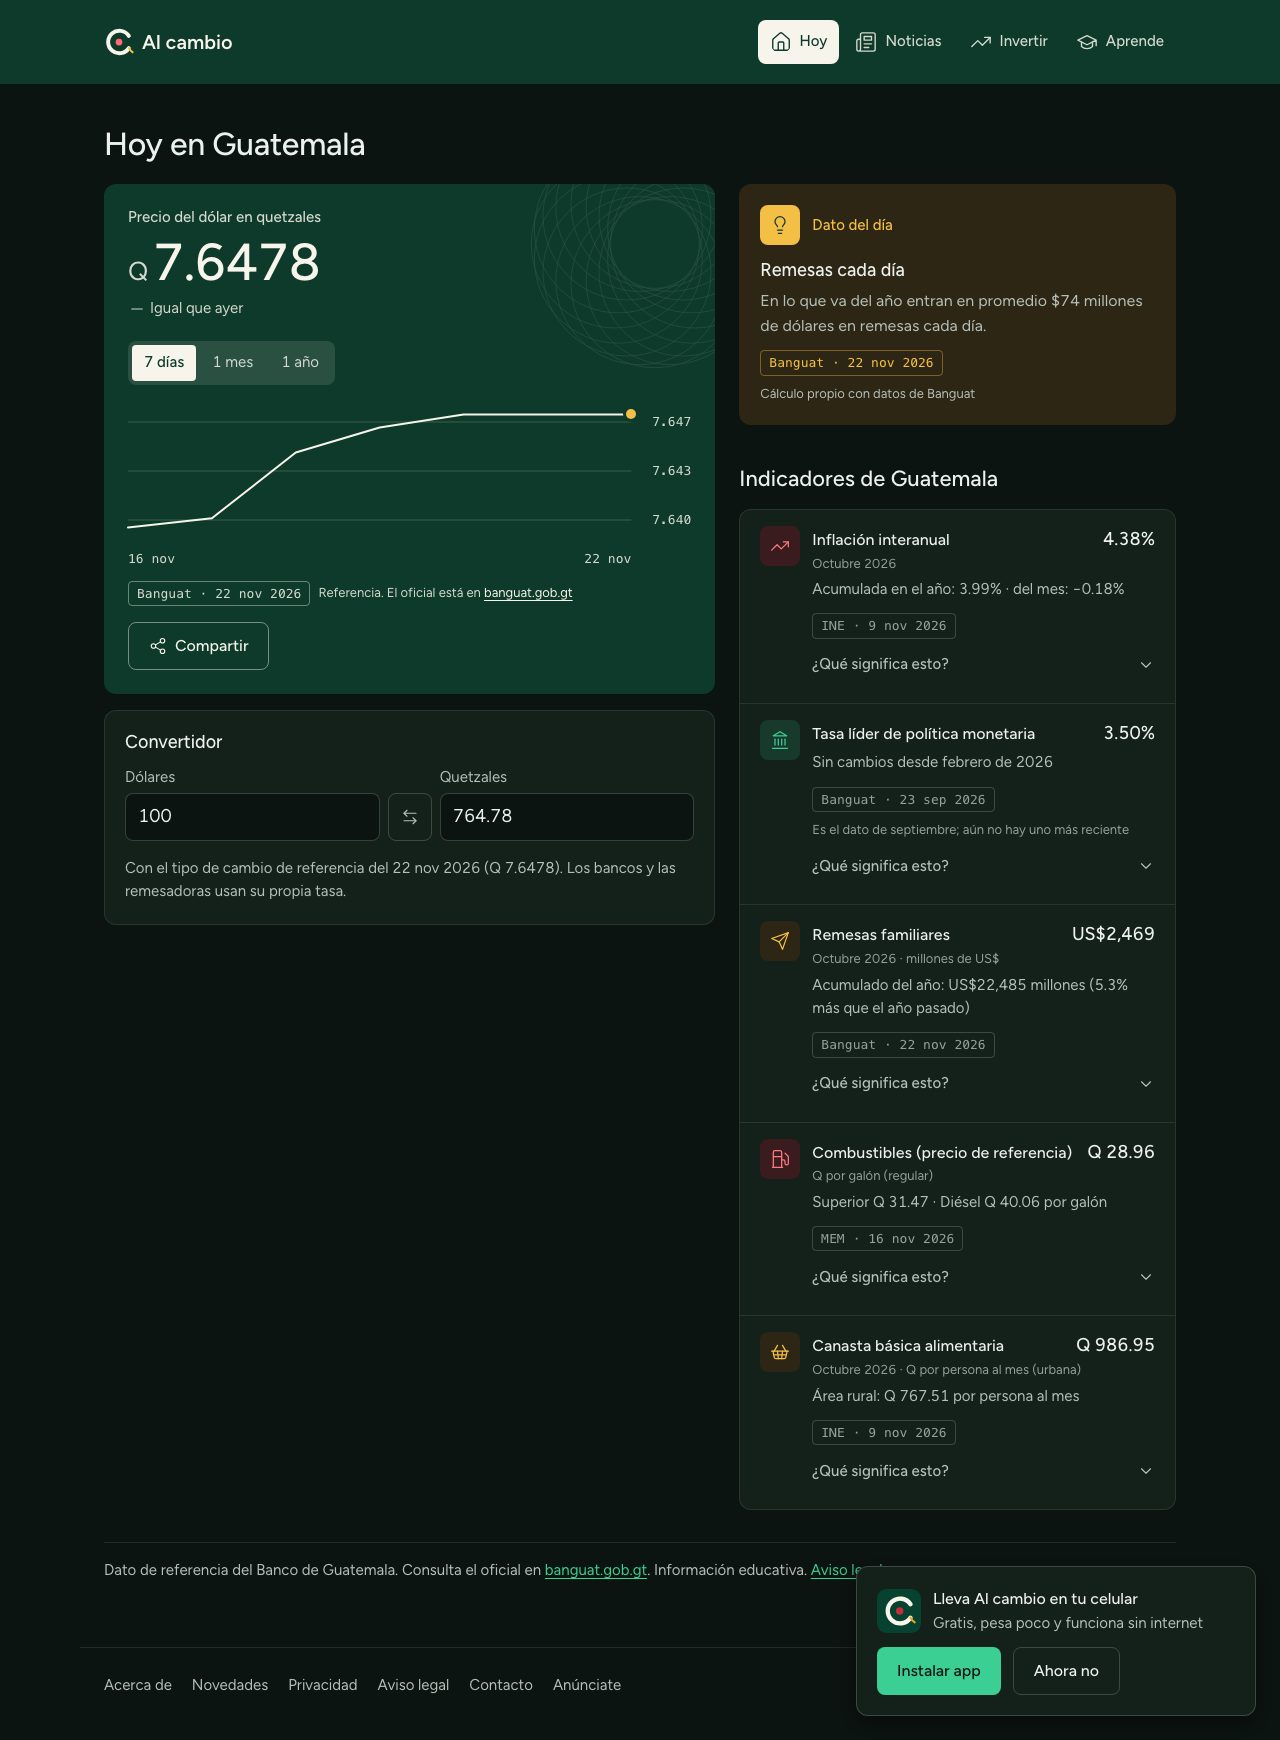 Al cambio
Hoy
Noticias
Invertir
Aprende
Hoy en Guatemala
Precio del dólar en quetzales
Q 7.6478
— Igual que ayer
7 días
1 mes
1 año
7.647
7.643
7.640
16 nov
22 nov
Banguat · 22 nov 2026
Referencia. El oficial está en banguat.gob.gt
Compartir
Convertidor
Dólares
Quetzales
100
764.78
Con el tipo de cambio de referencia del 22 nov 2026 (Q 7.6478). Los bancos y las
remesadoras usan su propia tasa.
Dato del día
Remesas cada día
En lo que va del año entran en promedio $74 millones
de dólares en remesas cada día.
Banguat · 22 nov 2026
Cálculo propio con datos de Banguat
Indicadores de Guatemala
Inflación interanual
4.38%
Octubre 2026
Acumulada en el año: 3.99% · del mes: −0.18%
INE · 9 nov 2026
¿Qué significa esto?
Tasa líder de política monetaria
3.50%
Sin cambios desde febrero de 2026
Banguat · 23 sep 2026
Es el dato de septiembre; aún no hay uno más reciente
¿Qué significa esto?
Remesas familiares
US$2,469
Octubre 2026 · millones de US$
Acumulado del año: US$22,485 millones (5.3%
más que el año pasado)
Banguat · 22 nov 2026
¿Qué significa esto?
Combustibles (precio de referencia)
Q 28.96
Q por galón (regular)
Superior Q 31.47 · Diésel Q 40.06 por galón
MEM · 16 nov 2026
¿Qué significa esto?
Canasta básica alimentaria
Q 986.95
Octubre 2026 · Q por persona al mes (urbana)
Área rural: Q 767.51 por persona al mes
INE · 9 nov 2026
¿Qué significa esto?
Dato de referencia del Banco de Guatemala. Consulta el oficial en banguat.gob.gt. Información educativa. Aviso
Lleva Al cambio en tu celular
Gratis, pesa poco y funciona sin internet
Instalar app
Ahora no
Acerca de
Novedades
Privacidad
Aviso legal
Contacto
Anúnciate